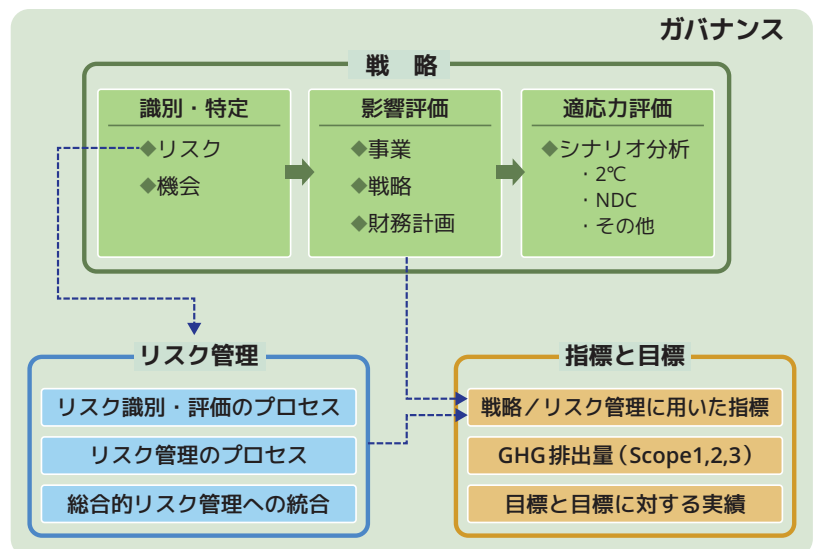 ガバナンス
戦　略
識別・特定
◆リスク
◆機会
影響評価
◆事業
◆戦略
◆財務計画
適応力評価
◆シナリオ分析
・2℃
・NDC
・その他
リスク管理
リスク識別・評価のプロセス
リスク管理のプロセス
総合的リスク管理への統合
指標と目標
戦略／リスク管理に用いた指標
GHG排出量（Scope1,2,3）
目標と目標に対する実績